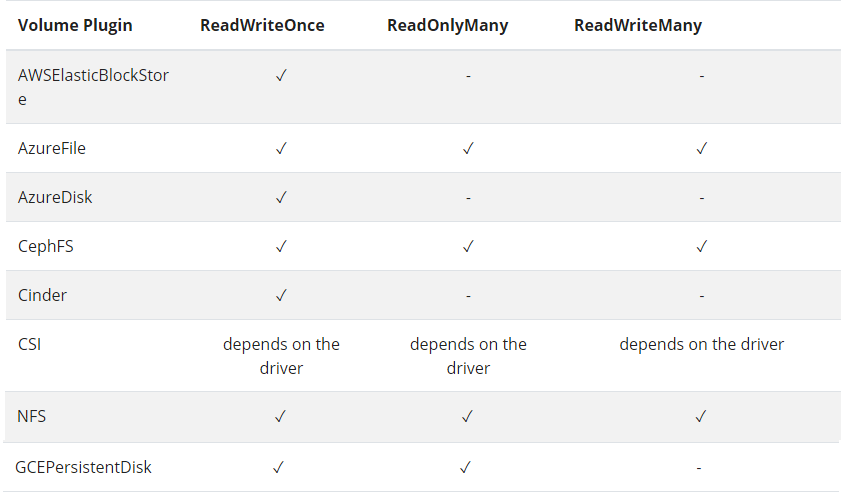 Volume Plugin ReadWriteOnce ReadOnlyMany ReadWriteMany
AWSElasticBlockStor ✓ - -
e
AzureFile ✓ ✓ ✓
AzureDisk ✓ - -
CephFS ✓ ✓ ✓
Cinder ✓ - -
CSI depends on the depends on the depends on the driver
driver driver
NFS ✓ ✓ ✓
GCEPersistentDisk ✓ ✓ -